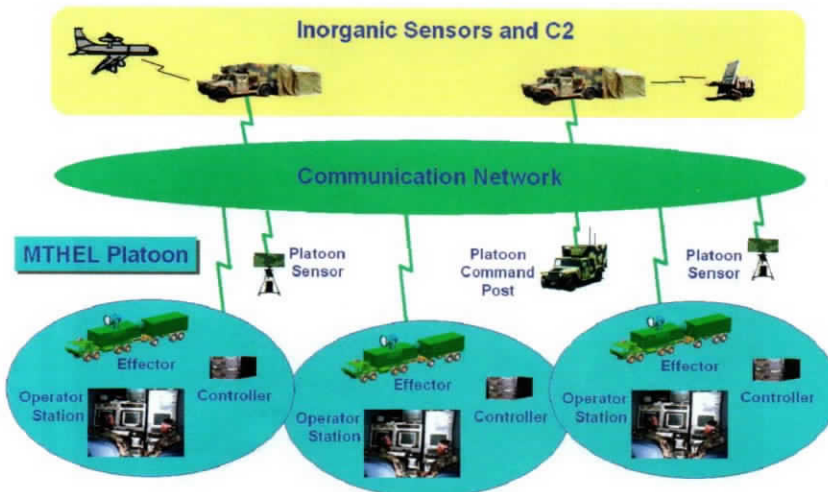 Inorganic Sensors and C2
Communication Network
MTHEL Platoon
Platoon
Sensor
Platoon
Command
Post
Platoon
Sensor
Effector
Operator
Station
Controller
Effector
Operator
Station
Controller
Effector
Operator
Station
Controller